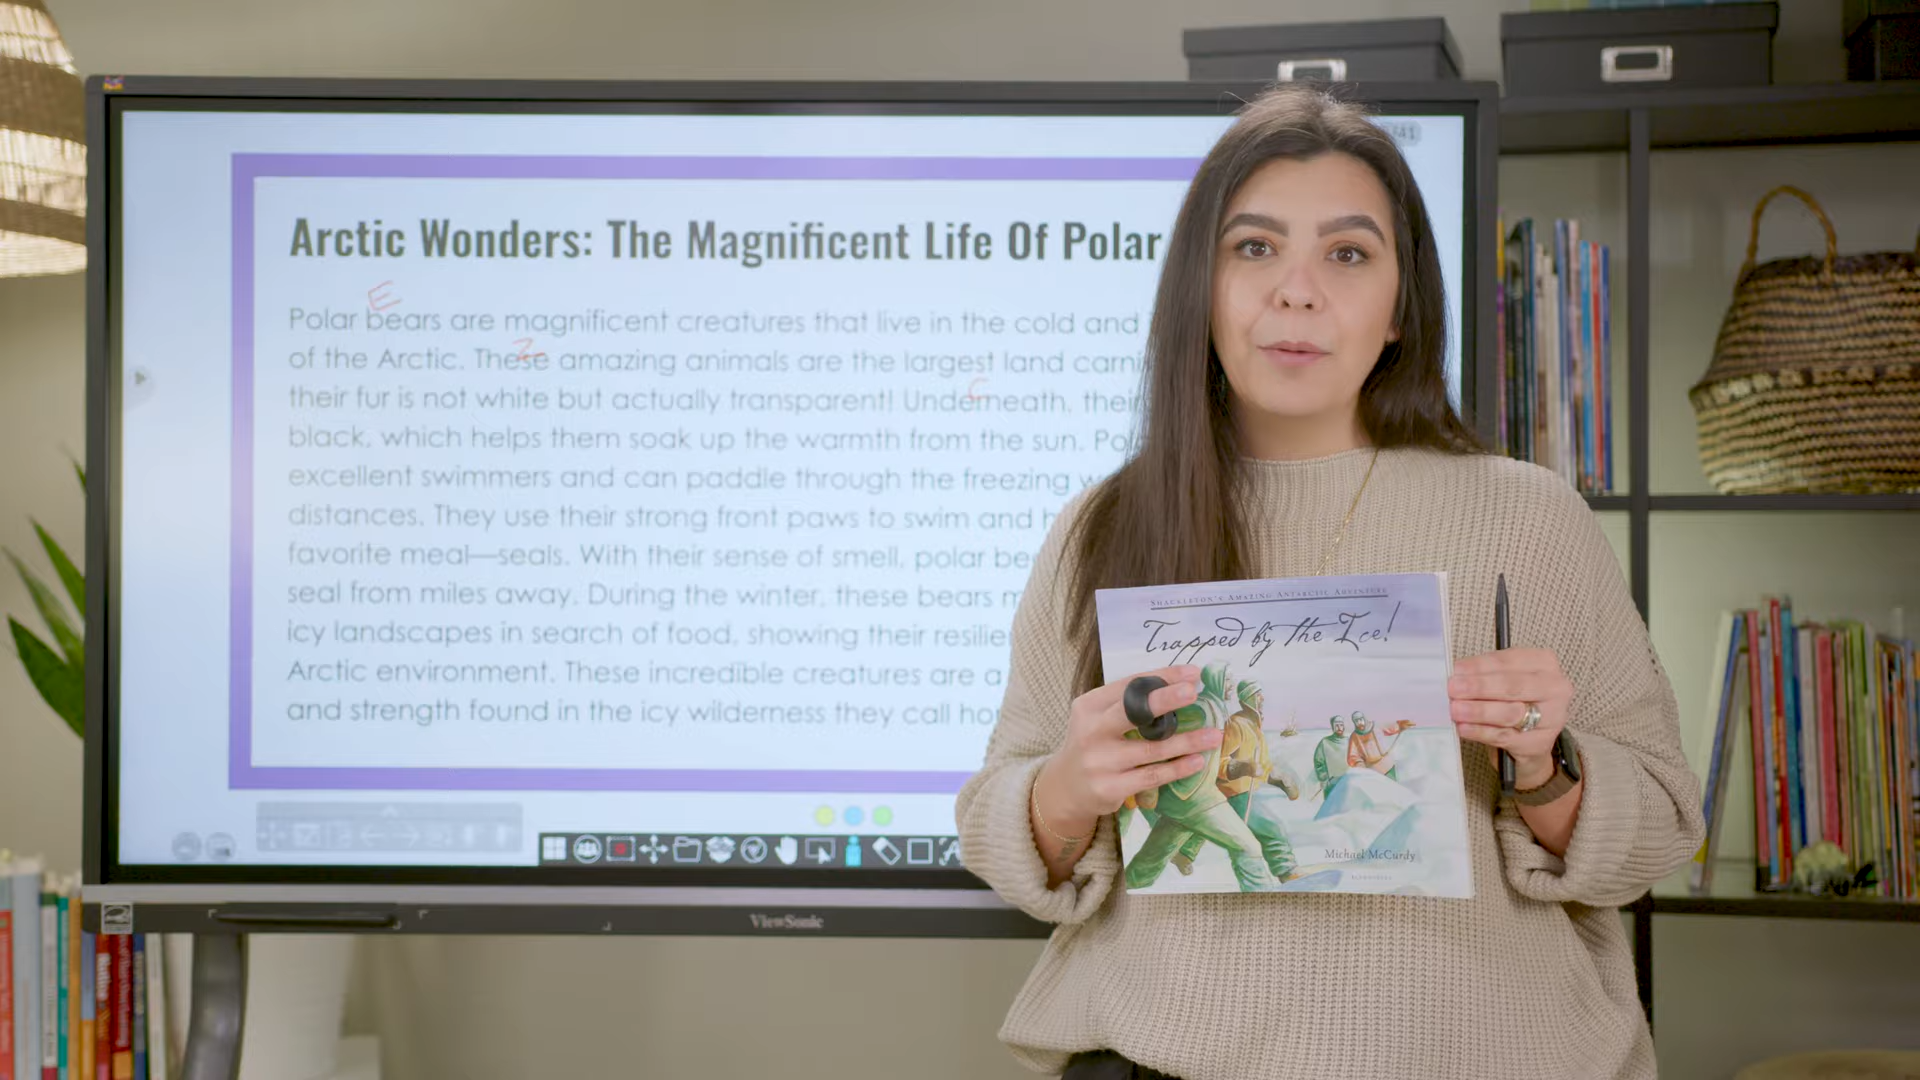 /41
Arctic Wonders: The Magnificent Life Of Polar
E
Polar bears are magnificent creatures that live in the cold and
Z
of the Arctic. These amazing animals are the largest land carni
C
their fur is not white but actually transparent! Underneath, their
black, which helps them soak up the warmth from the sun. Pol
excellent swimmers and can paddle through the freezing w
distances. They use their strong front paws to swim and h
favorite meal—seals. With their sense of smell, polar be
seal from miles away. During the winter, these bears m
icy landscapes in search of food, showing their resilie
Arctic environment. These incredible creatures are a
and strength found in the icy wilderness they call ho
ViewSonic
Shackleton's Amazing Antarctic Adventure
Trapped by the Ice!
Michael McCurdy